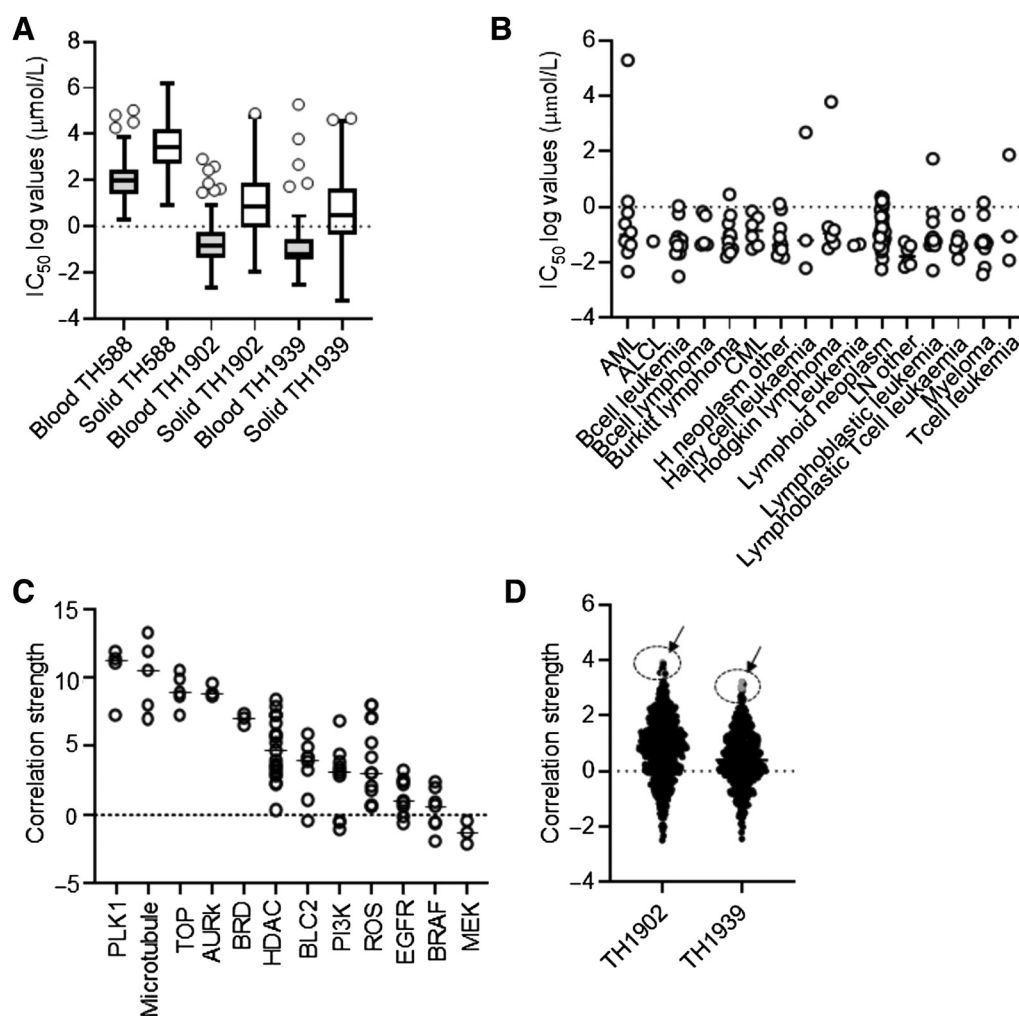 A
IC50 log values (μmol/L)
8
6
4
2
0
−2
−4
Blood TH588
Solid TH588
Blood TH1902
Solid TH1902
Blood TH1939
Solid TH1939
B
IC50 log values (μmol/L)
6
4
2
0
−2
−4
AML
ALCL
Bcell leukemia
Bcell lymphoma
Burkitt lymphoma
CML
H neoplasm other
Hairy cell leukaemia
Hodgkin lymphoma
Leukemia
Lymphoid neoplasm
LN other
Lymphoblastic leukemia
Lymphoblastic Tcell leukaemia
Myeloma
Tcell leukemia
C
Correlation strength
15
10
5
0
−5
PLK1
Microtubule
TOP
AURk
BRD
HDAC
BLC2
PI3K
ROS
EGFR
BRAF
MEK
D
Correlation strength
6
4
2
0
−2
−4
TH1902
TH1939